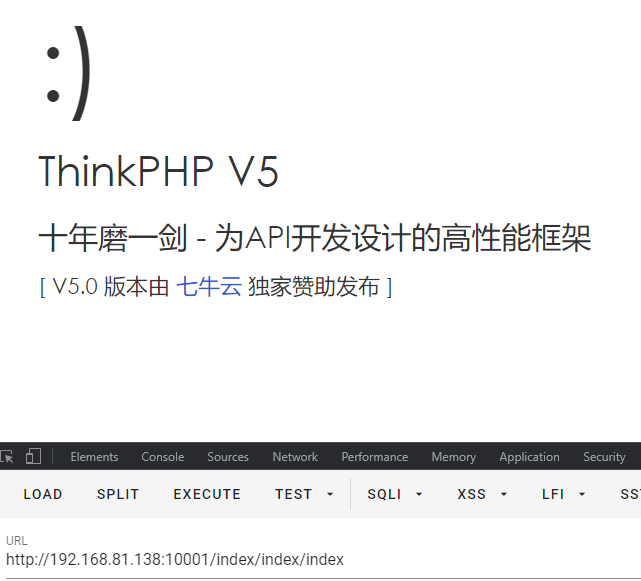 :)
ThinkPHP V5
十年磨一剑 - 为API开发设计的高性能框架
[ V5.0 版本由 七牛云 独家赞助发布 ]
Elements Console Sources Network Performance Memory Application Security
LOAD SPLIT EXECUTE TEST SQLI XSS LFI SST
URL
http://192.168.81.138:10001/index/index/index